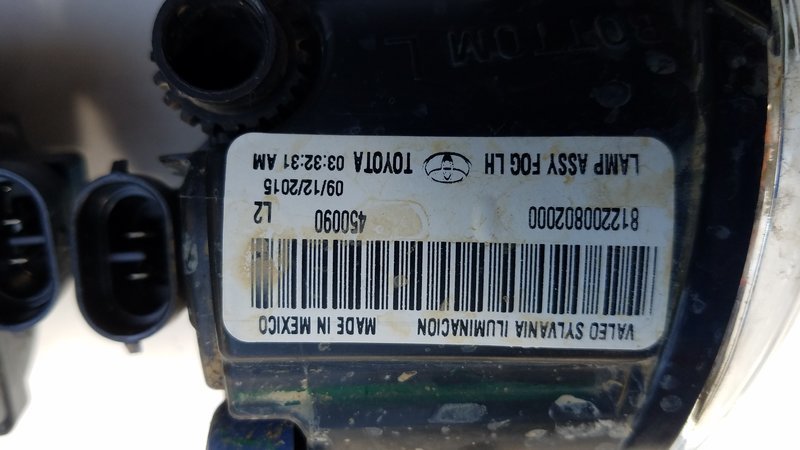 VALEO SYLVANIA ILUMINACION MADE IN MEXICO
812200802000 450090 L2
09/12/2015
LAMP ASSY FOG LH TOYOTA 03:32:31 AM
BOTTOM L